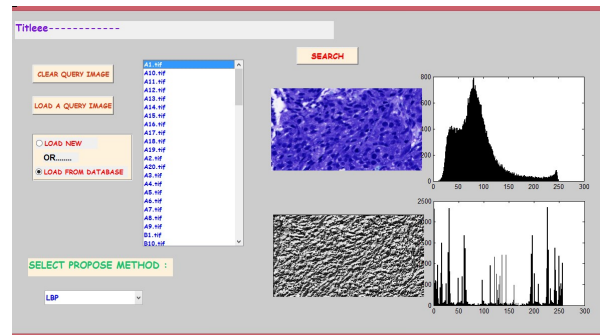 Titleee------------
SEARCH
CLEAR QUERY IMAGE
LOAD A QUERY IMAGE
LOAD NEW
OR........
LOAD FROM DATABASE
A1.tif
A10.tif
A11.tif
A12.tif
A13.tif
A14.tif
A15.tif
A16.tif
A17.tif
A18.tif
A19.tif
A2.tif
A20.tif
A3.tif
A4.tif
A5.tif
A6.tif
A7.tif
A8.tif
A9.tif
B1.tif
B10.tif
SELECT PROPOSE METHOD :
LBP
800
600
400
200
0
0 50 100 150 200 250 300
2500
0
0 50 100 150 200 250 300